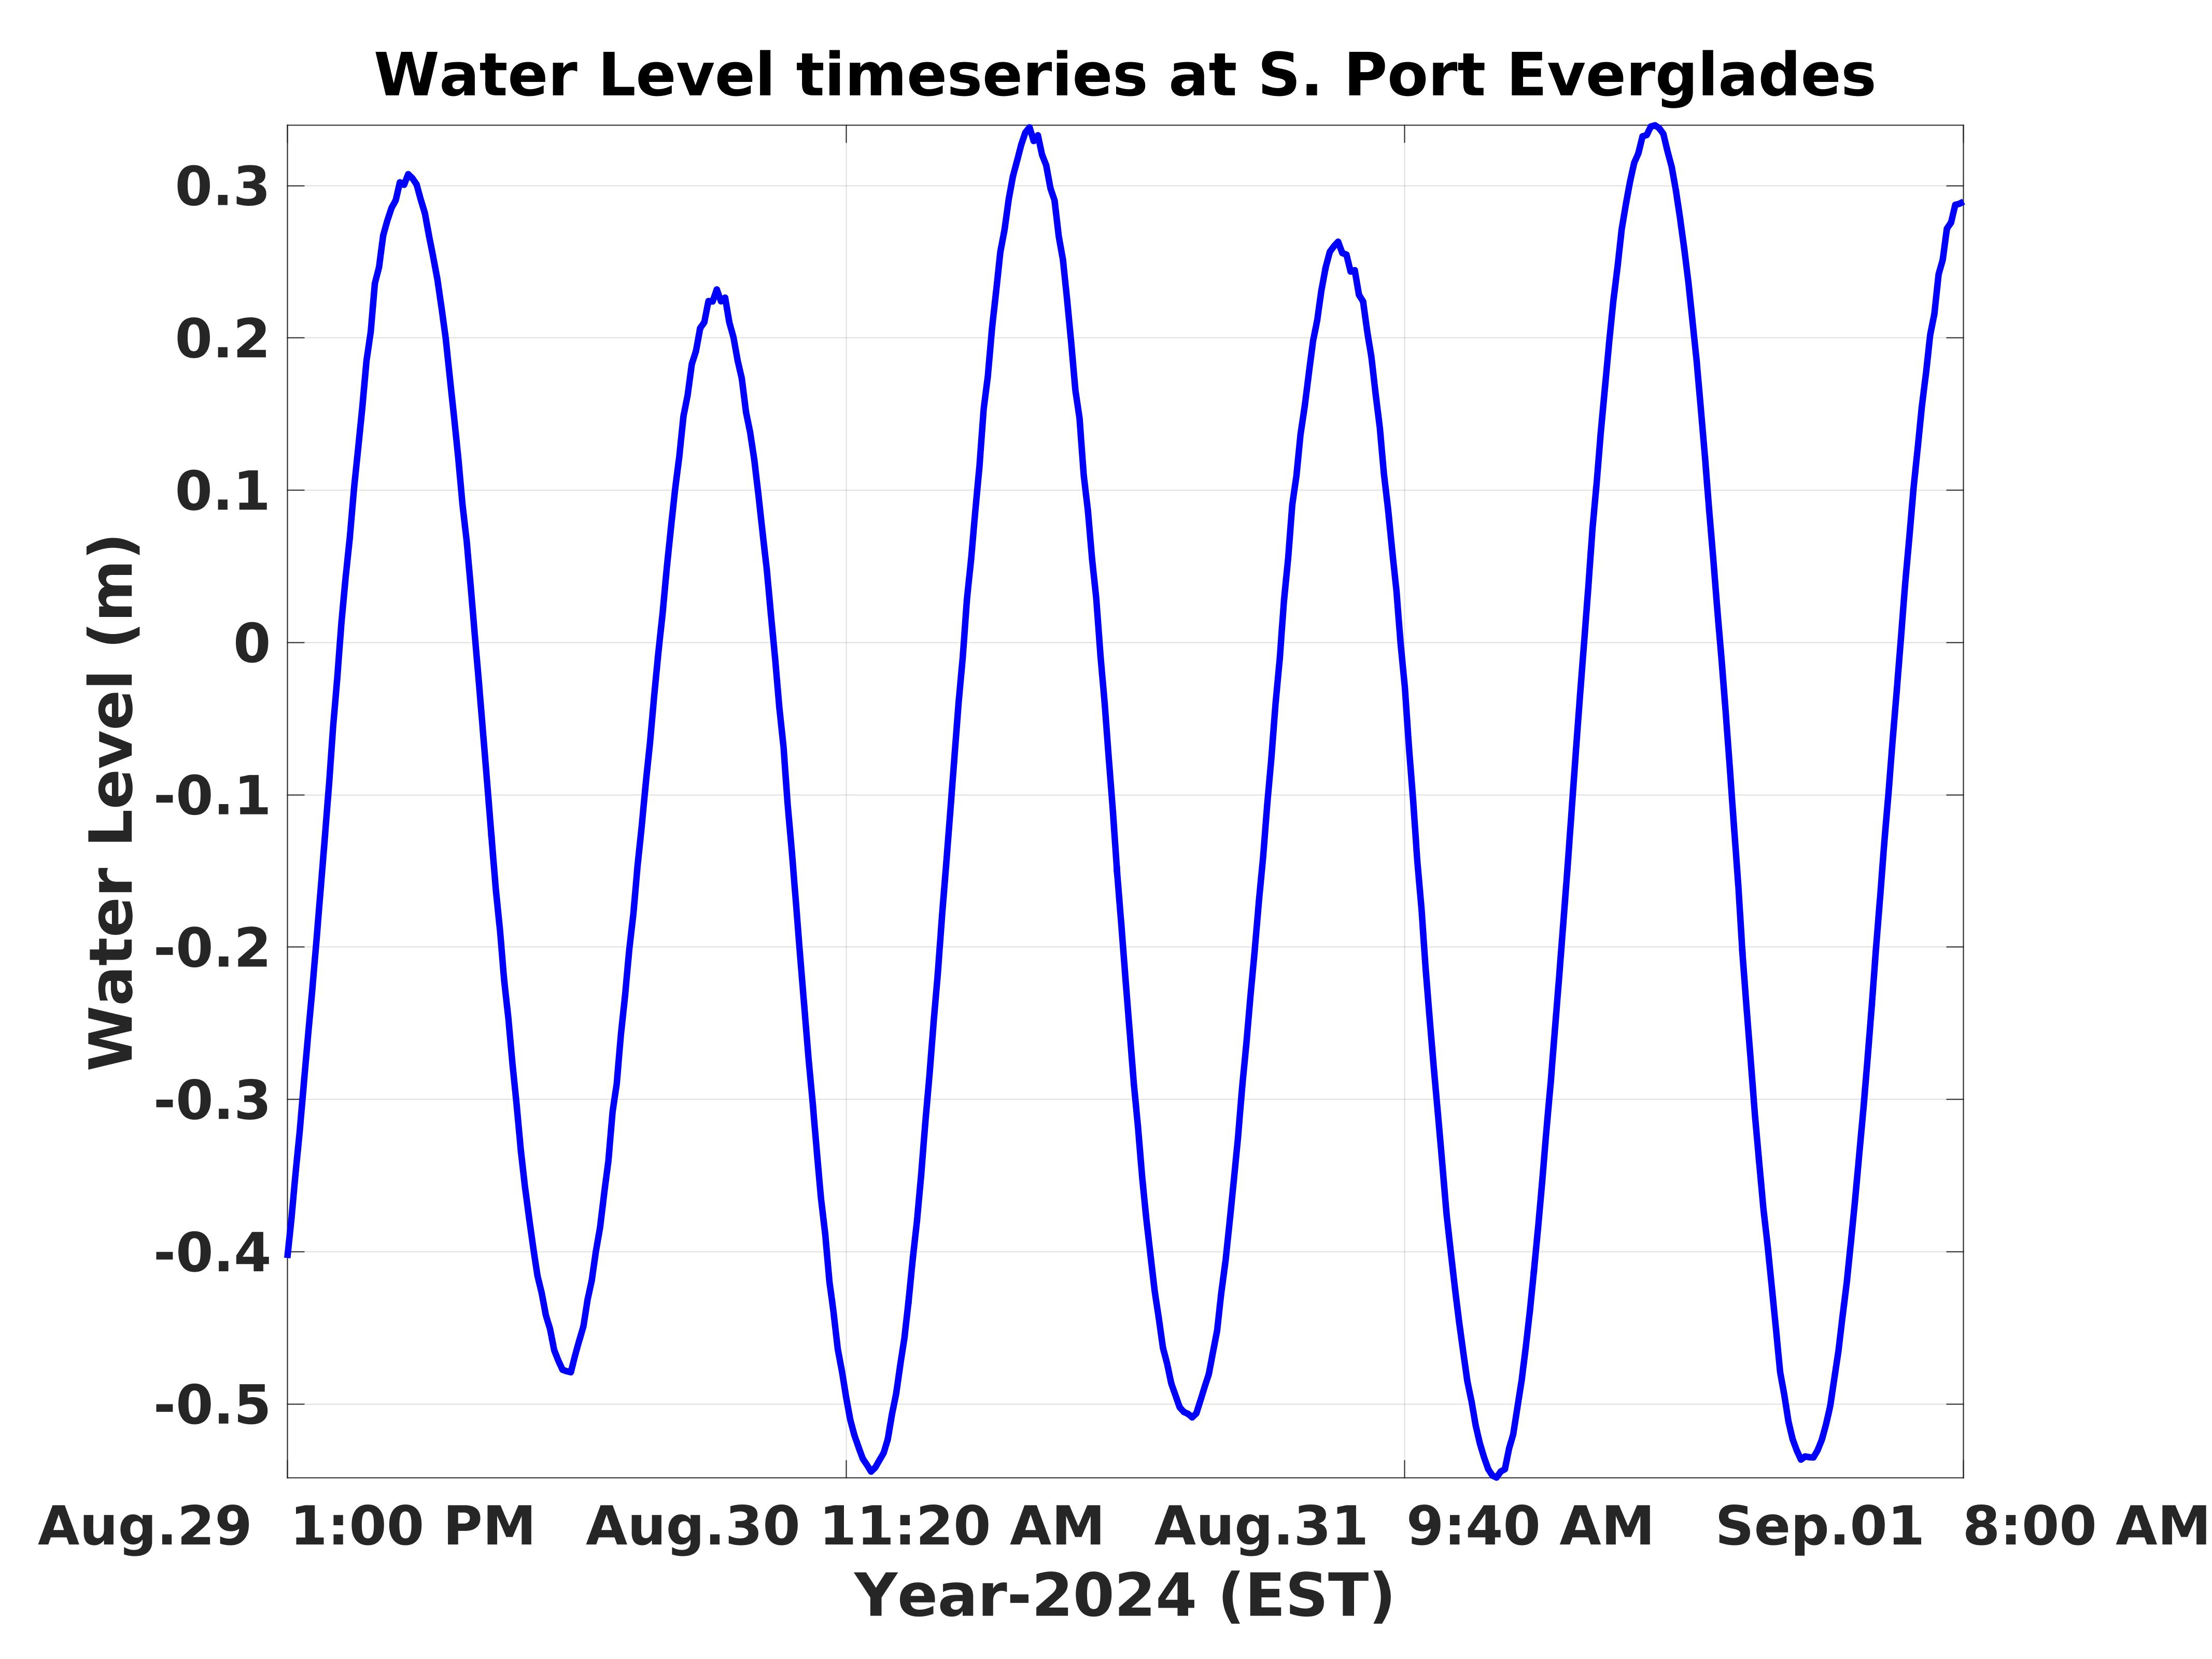 Water Level timeseries at S. Port Everglades
Water Level (m)
0.3
0.2
0.1
0
-0.1
-0.2
-0.3
-0.4
-0.5
Aug.29 1:00 PM Aug.30 11:20 AM Aug.31 9:40 AM Sep.01 8:00 AM
Year-2024 (EST)